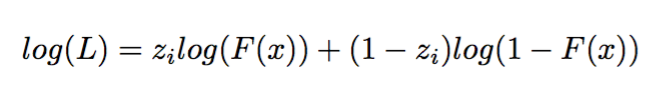 log(L) = z_i log(F(x)) + (1 − z_i)log(1 − F(x))